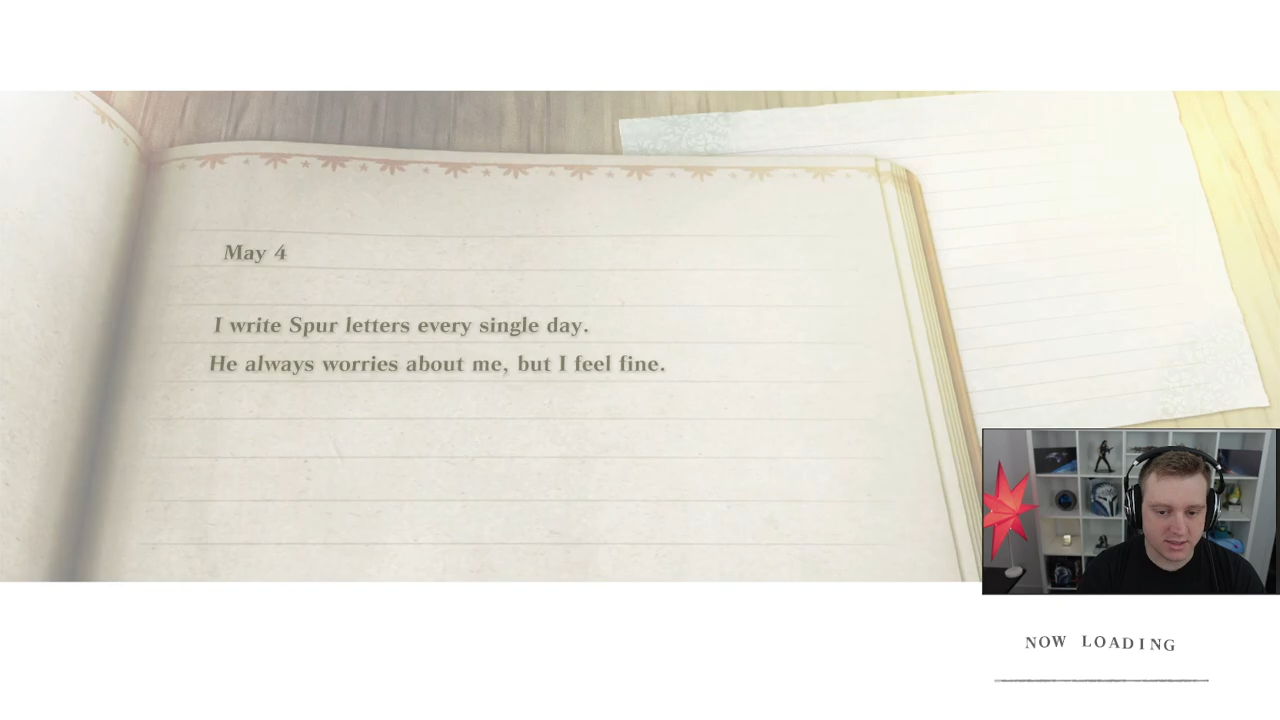 May 4
I write Spur letters every single day.
He always worries about me, but I feel fine.
NOW LOADING